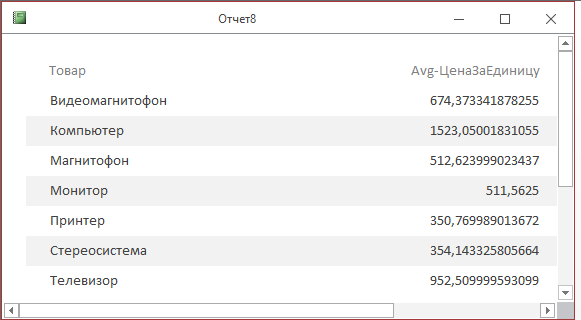 Отчет8
Товар Avg-ЦенаЗаЕдиницу
Видеомагнитофон 674,373341878255
Компьютер 1523,05001831055
Магнитофон 512,623999023437
Монитор 511,5625
Принтер 350,769989013672
Стереосистема 354,143325805664
Телевизор 952,509999593099